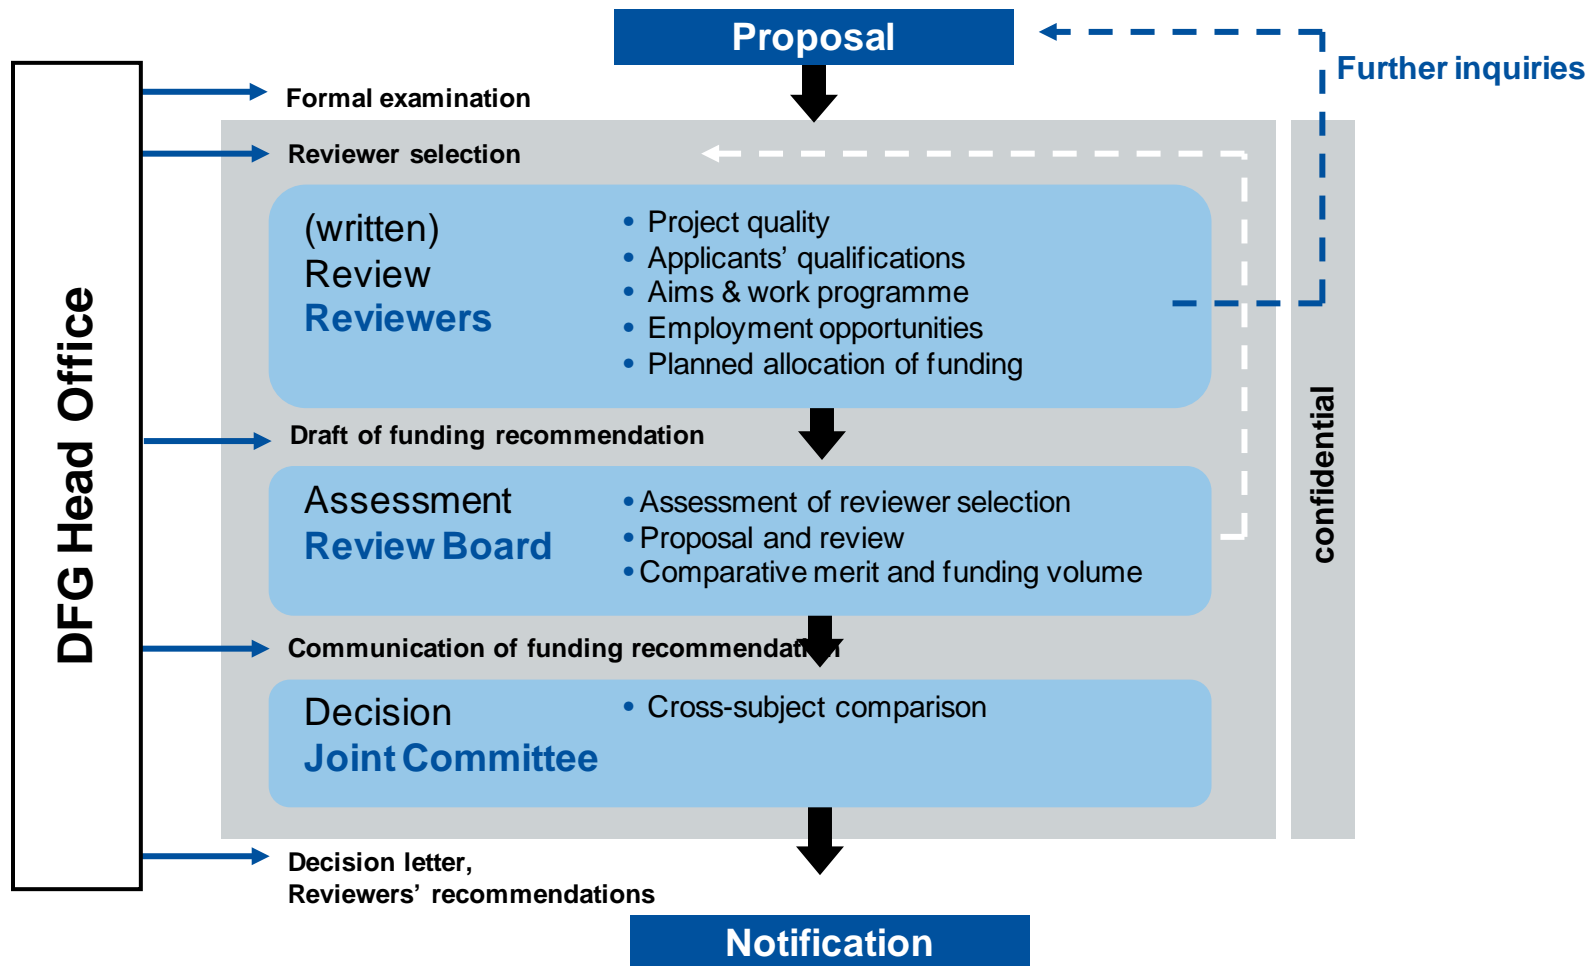 Proposal
Further inquiries
DFG Head Office
Formal examination
Reviewer selection
(written)
Review
Reviewers
• Project quality
• Applicants’ qualifications
• Aims & work programme
• Employment opportunities
• Planned allocation of funding
confidential
Draft of funding recommendation
Assessment
Review Board
• Assessment of reviewer selection
• Proposal and review
• Comparative merit and funding volume
Communication of funding recommendation
Decision
Joint Committee
• Cross-subject comparison
Decision letter,
Reviewers’ recommendations
Notification